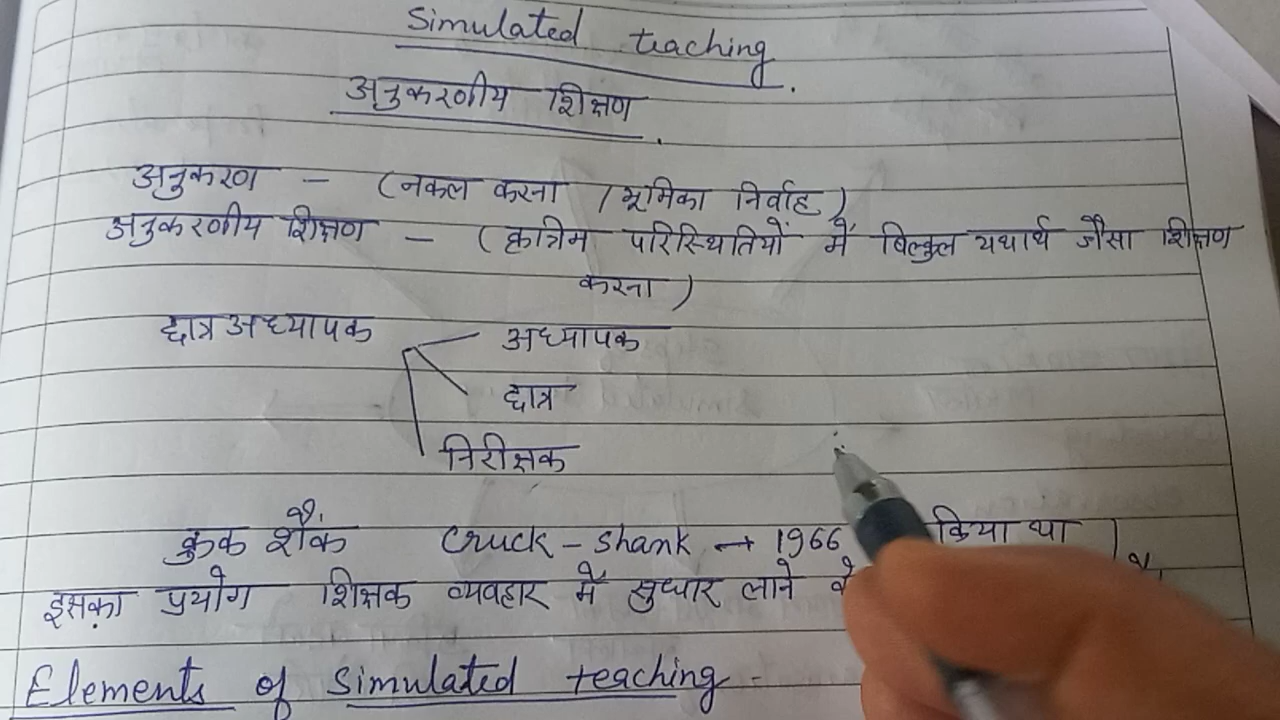 Simulated teaching.
अनुकरणीय शिक्षण.
अनुकरण – (नकल करना / भूमिका निर्वाह)
अनुकरणीय शिक्षण – (कृत्रिम परिस्थितियों में बिल्कुल यथार्थ जैसा शिक्षण
करना)
छात्र अध्यापक
अध्यापक
छात्र
निरीक्षक
क्रुक शैंक Cruck - Shank → 1966 किया था
इसका प्रयोग शिक्षक व्यवहार में सुधार लाने
Elements of Simulated teaching -